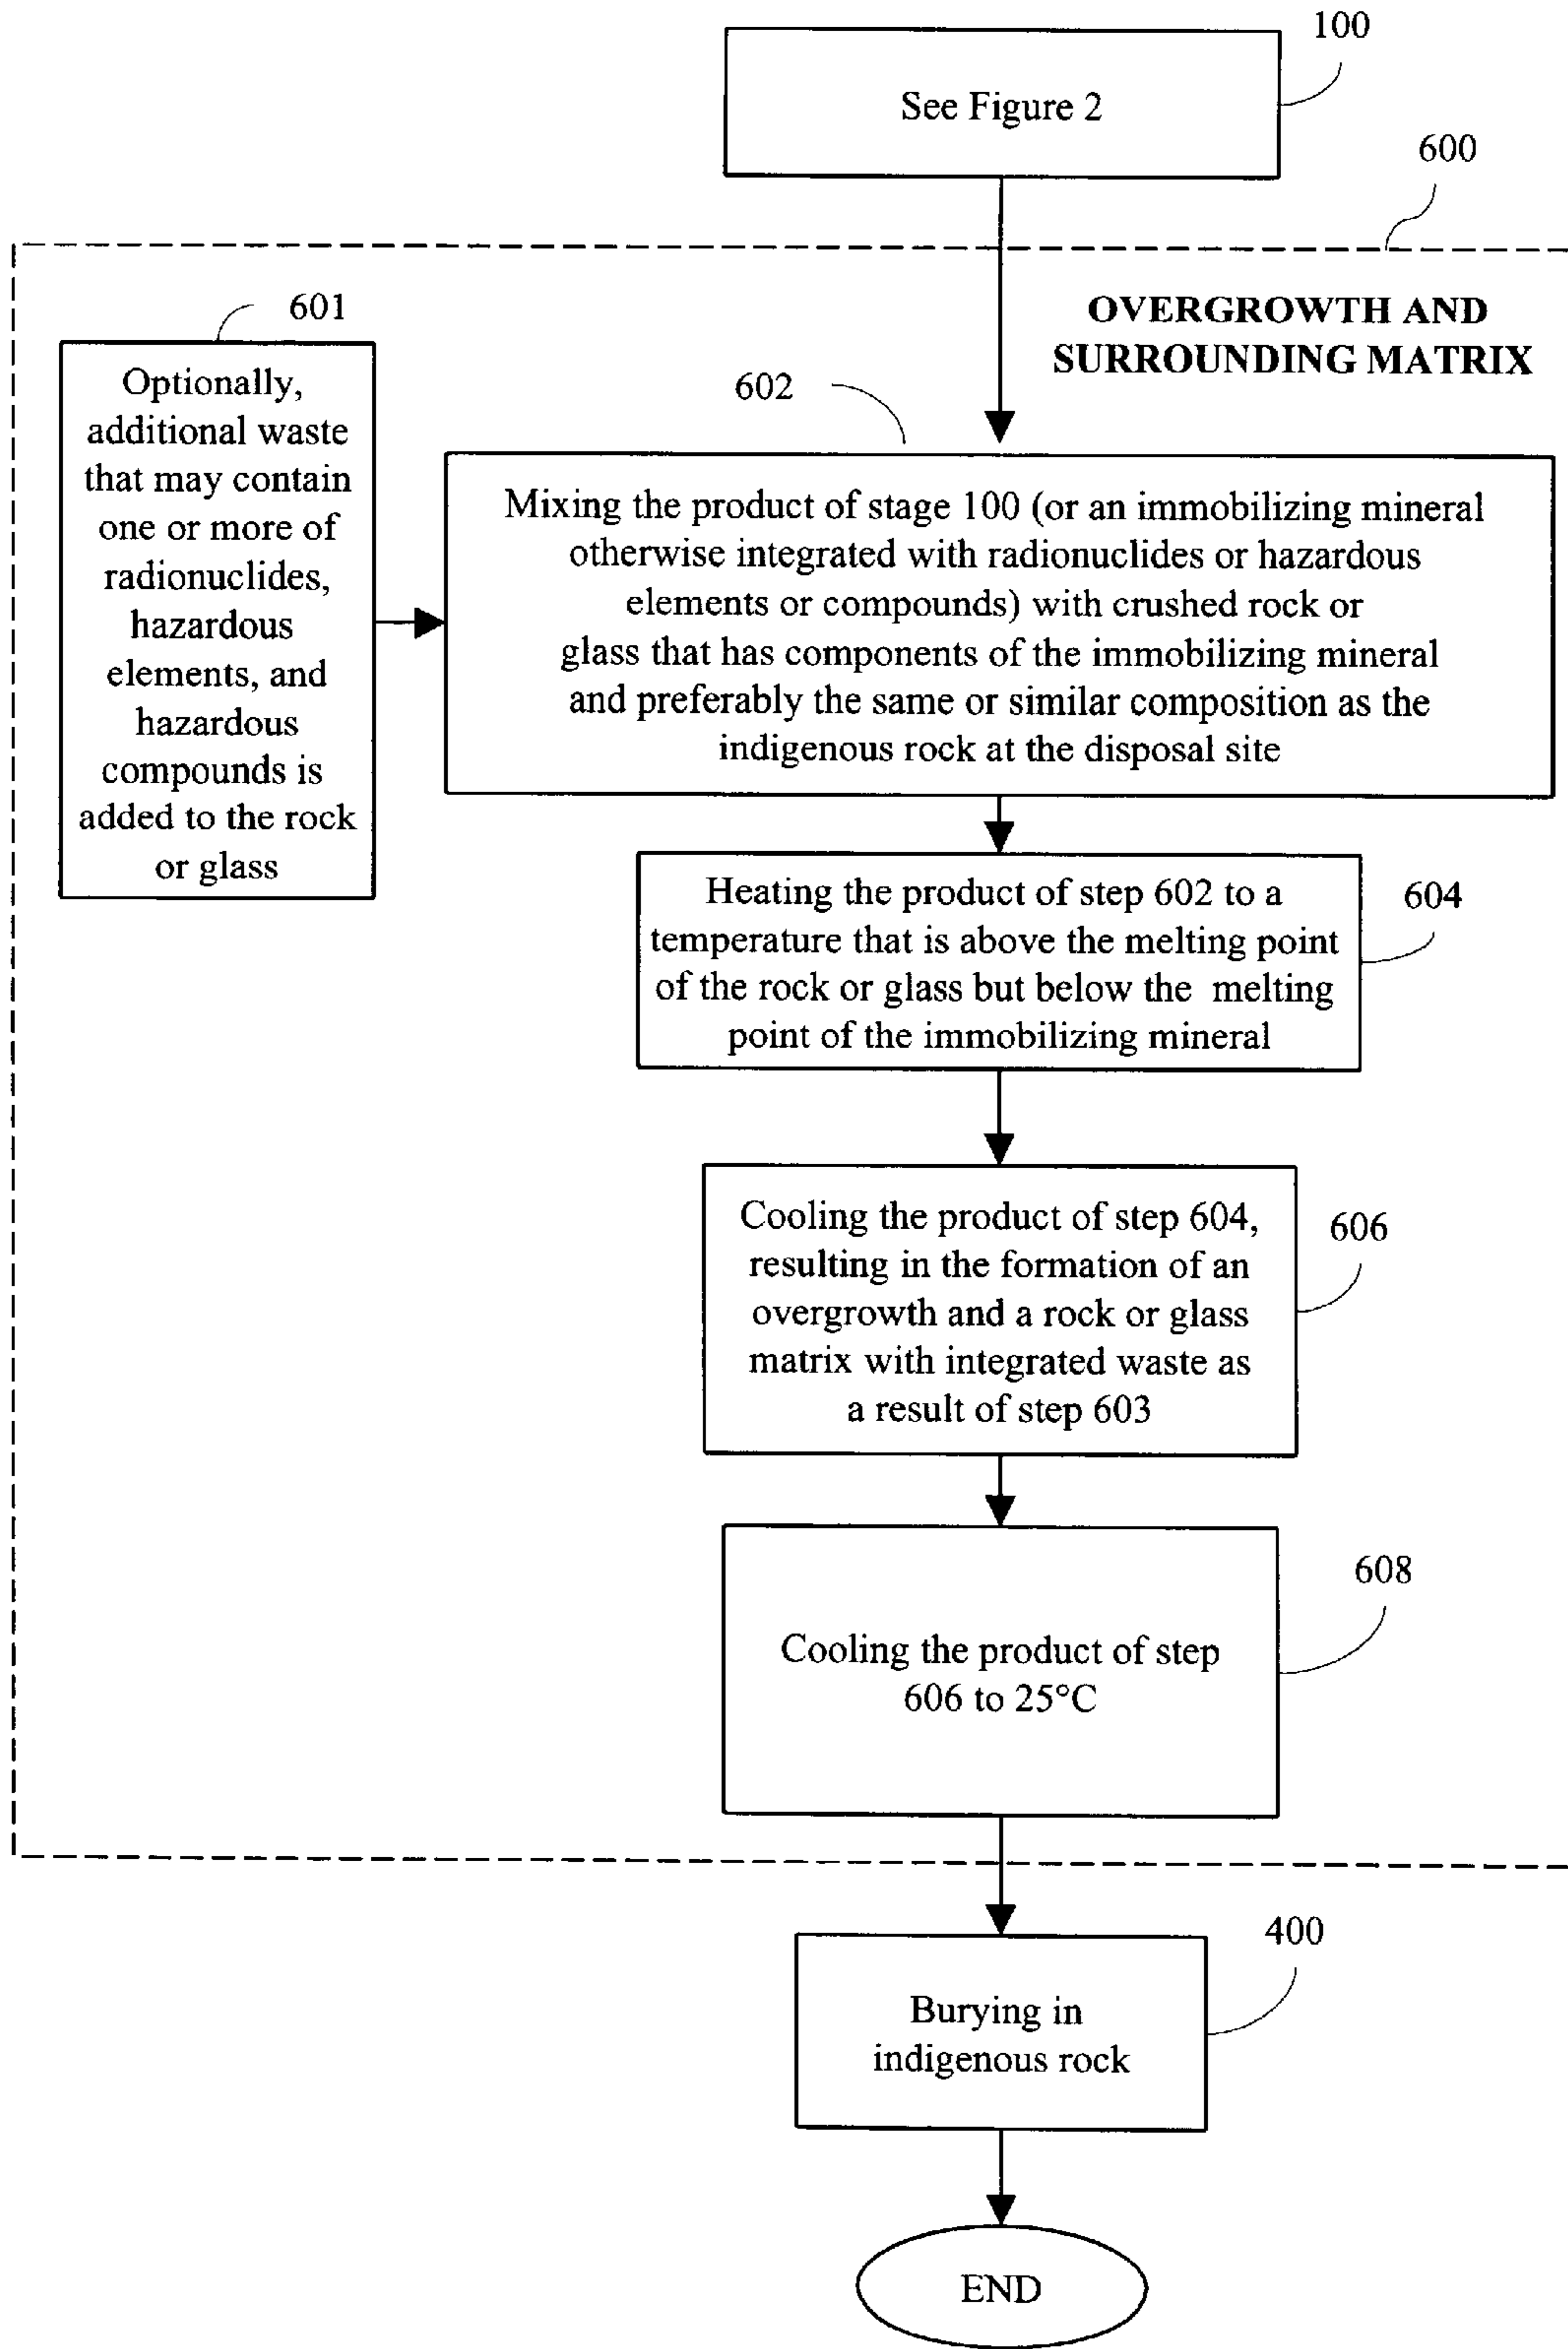 100
See Figure 2
600
OVERGROWTH AND
SURROUNDING MATRIX
601
Optionally,
additional waste
that may contain
one or more of
radionuclides,
hazardous
elements, and
hazardous
compounds is
added to the rock
or glass
602
Mixing the product of stage 100 (or an immobilizing mineral
otherwise integrated with radionuclides or hazardous
elements or compounds) with crushed rock or
glass that has components of the immobilizing mineral
and preferably the same or similar composition as the
indigenous rock at the disposal site
Heating the product of step 602 to a
temperature that is above the melting point
of the rock or glass but below the melting
point of the immobilizing mineral
604
Cooling the product of step 604,
resulting in the formation of an
overgrowth and a rock or glass
matrix with integrated waste as
a result of step 603
606
Cooling the product of step
606 to 25°C
608
400
Burying in
indigenous rock
END